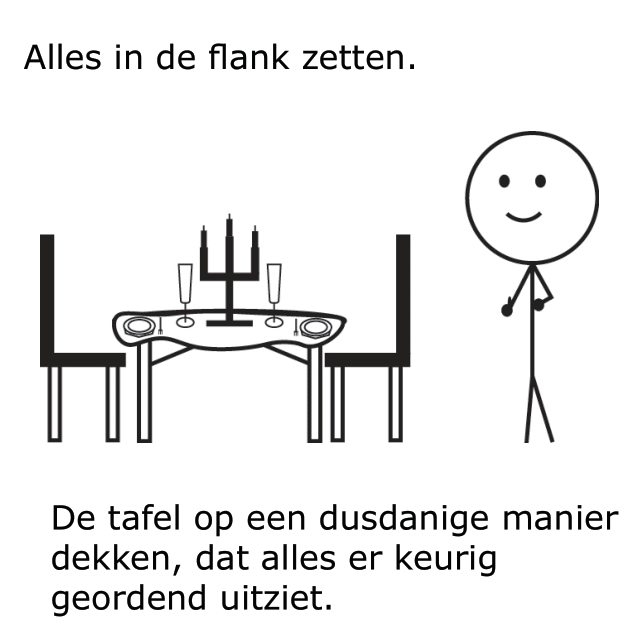 Alles in de flank zetten.
De tafel op een dusdanige manier
dekken, dat alles er keurig
geordend uitziet.